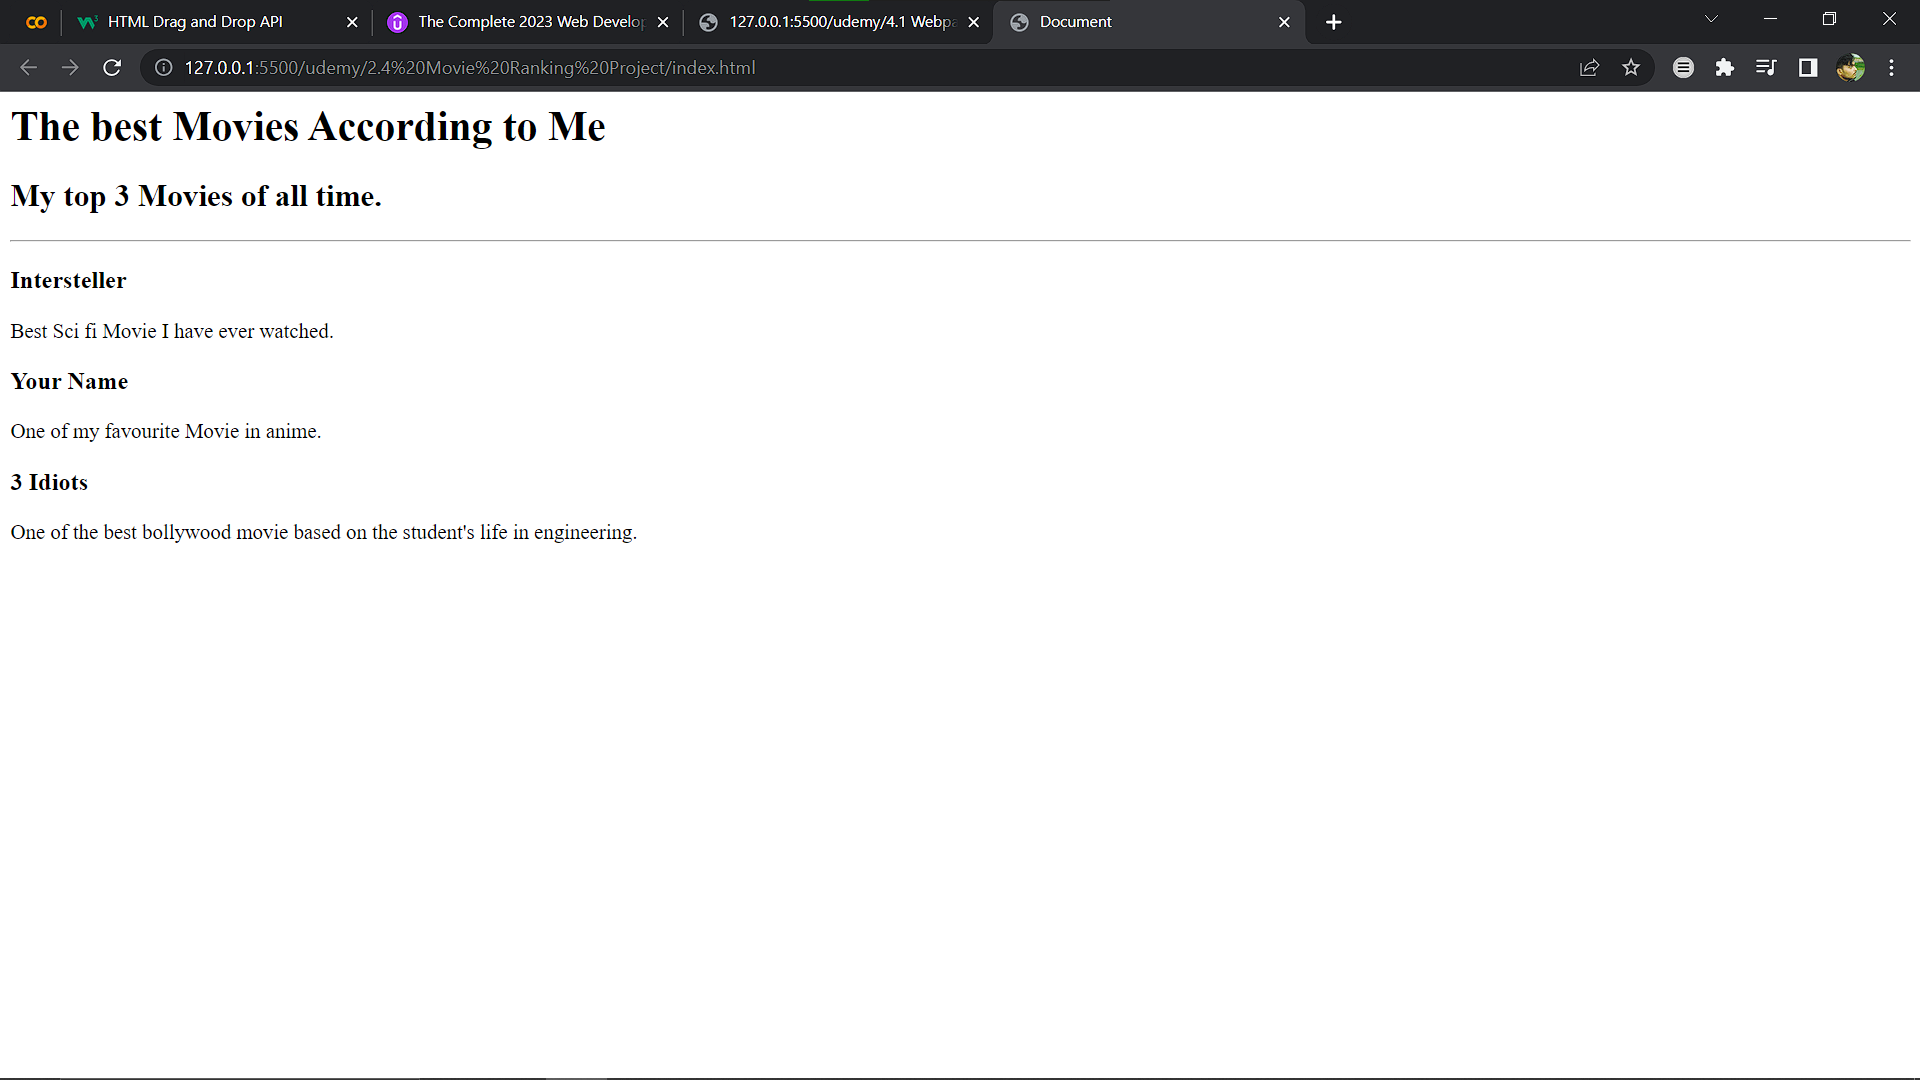 HTML Drag and Drop API
The Complete 2023 Web Develop
127.0.0.1:5500/udemy/4.1 Webpa
Document
127.0.0.1:5500/udemy/2.4%20Movie%20Ranking%20Project/index.html
The best Movies According to Me
My top 3 Movies of all time.
Intersteller
Best Sci fi Movie I have ever watched.
Your Name
One of my favourite Movie in anime.
3 Idiots
One of the best bollywood movie based on the student's life in engineering.